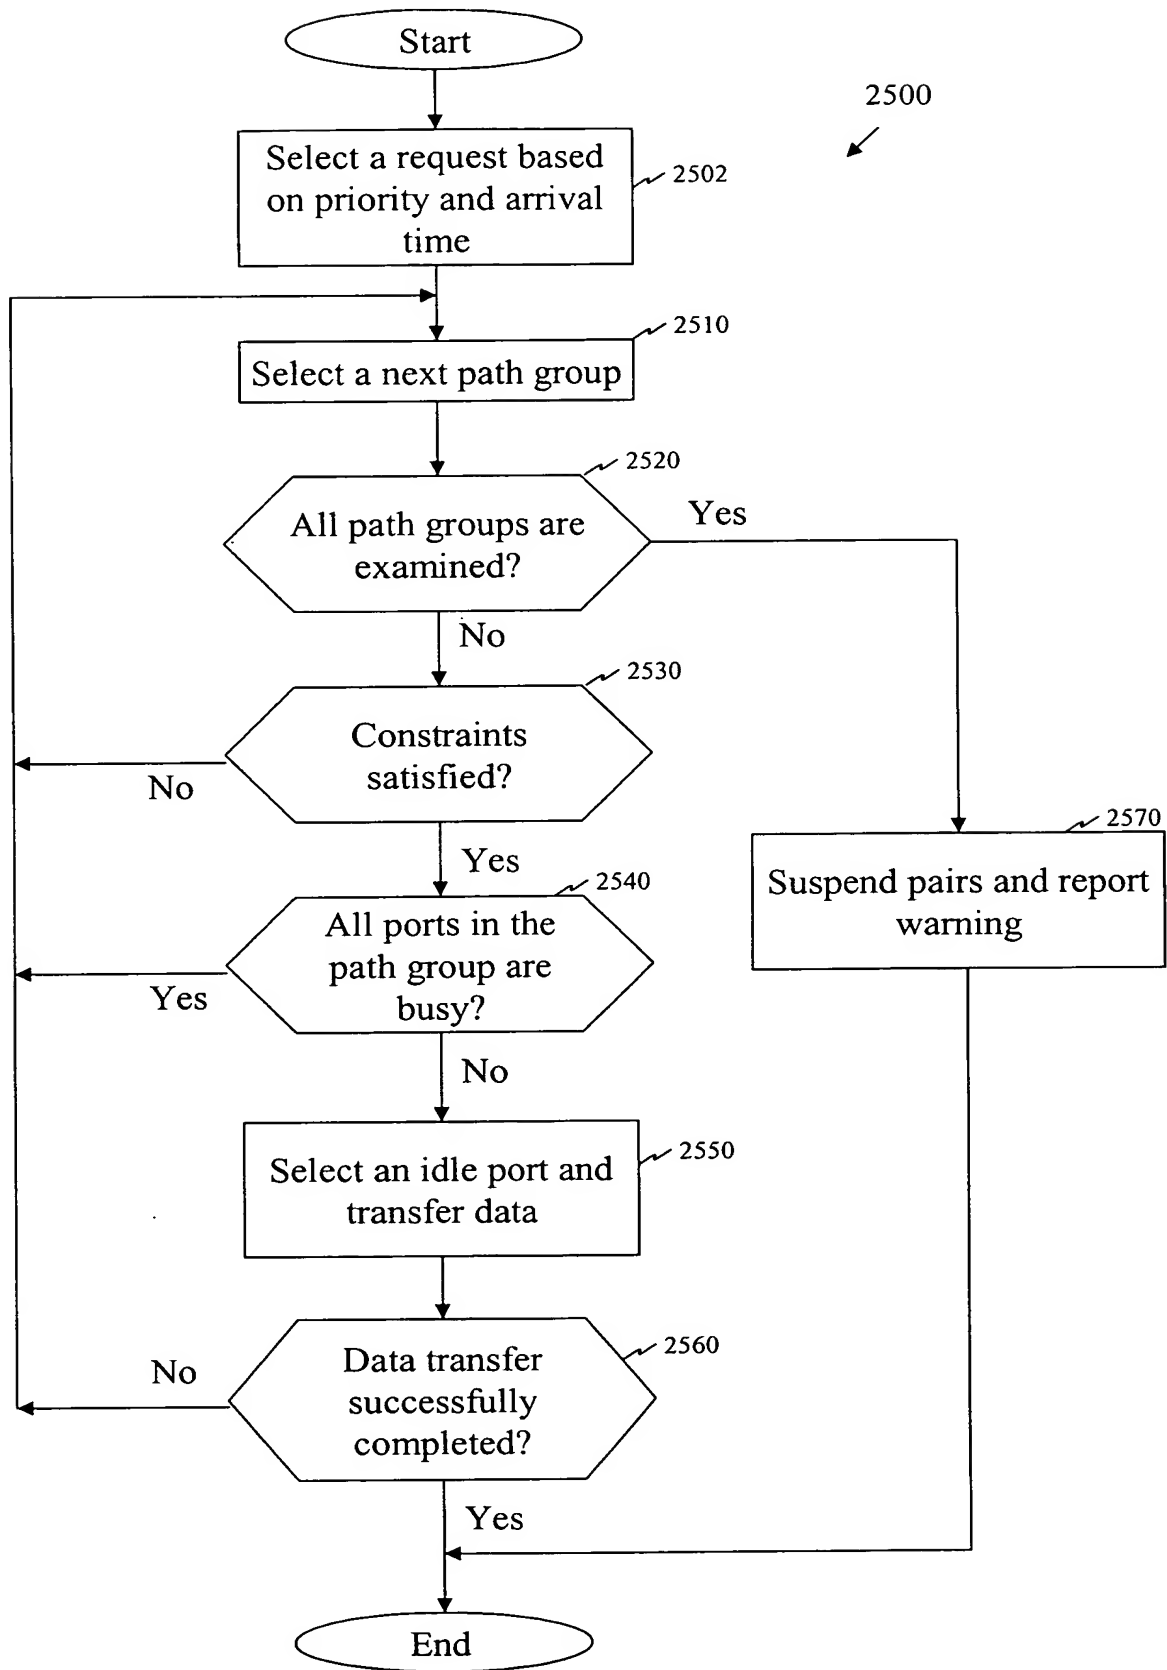 Start
2500
Select a request based
on priority and arrival
time
2502
2510
Select a next path group
2520
All path groups are
examined?
Yes
No
2530
Constraints
satisfied?
No
Yes
2540
All ports in the
path group are
busy?
Yes
No
2570
Suspend pairs and report
warning
2550
Select an idle port and
transfer data
2560
Data transfer
successfully
completed?
No
Yes
End